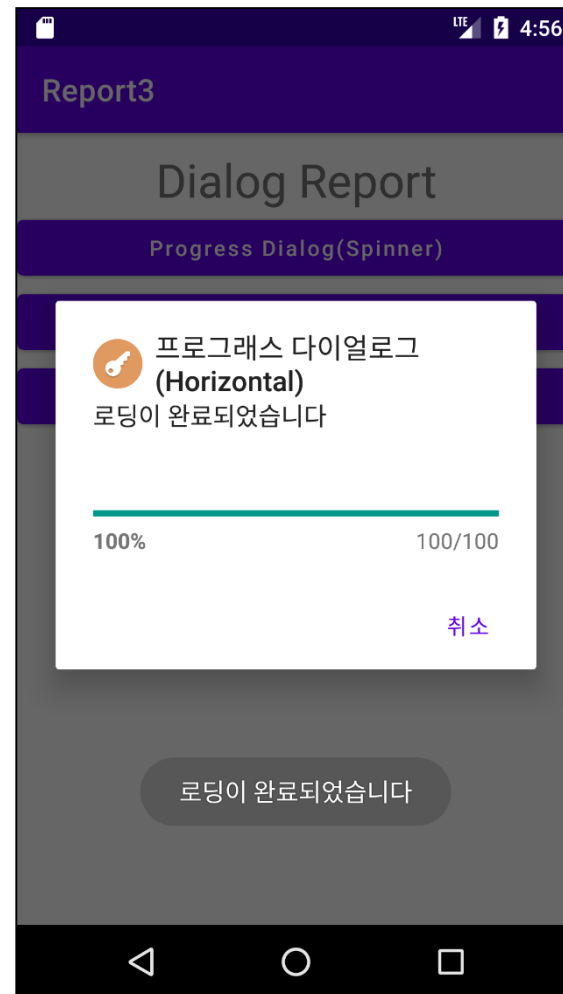 LTE 4:56
Report3
Dialog Report
Progress Dialog(Spinner)
프로그래스 다이얼로그
(Horizontal)
로딩이 완료되었습니다
100% 100/100
취소
로딩이 완료되었습니다